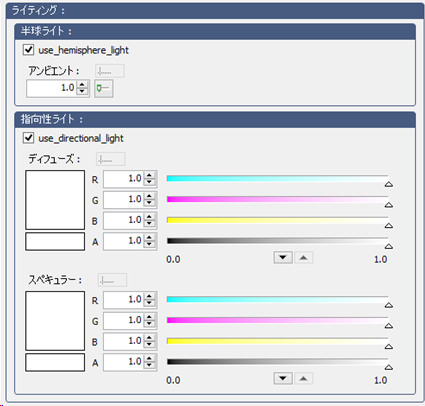 ライティング：
半球ライト：
use_hemisphere_light
アンビエント：
1.0
指向性ライト：
use_directional_light
ディフューズ：
R 1.0
G 1.0
B 1.0
A 1.0
0.0 1.0
スペキュラー：
R 1.0
G 1.0
B 1.0
A 1.0
0.0 1.0